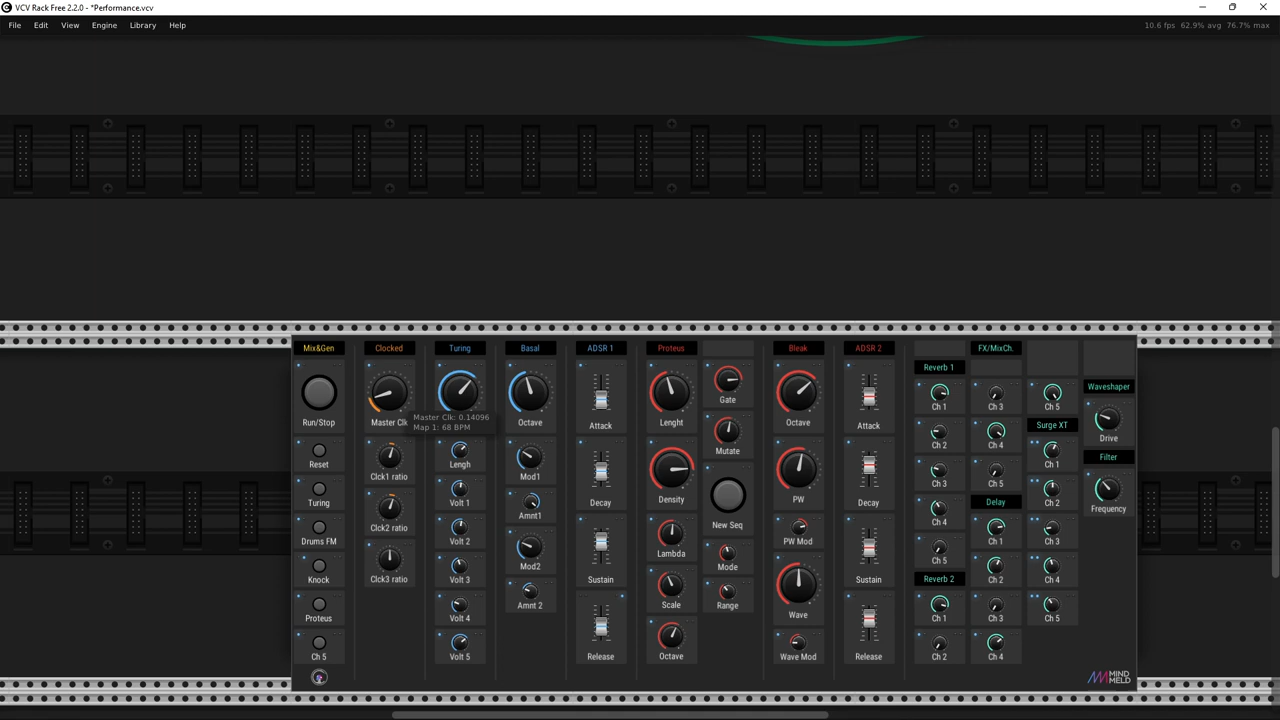 VCV Rack Free 2.2.0 - *Performance.vcv
File Edit View Engine Library Help
10.6 fps 62.9% avg 76.7% max
Mix&Gen
Run/Stop
Reset
Turing
Drums FM
Knock
Proteus
Ch 5
Clocked
Master Clk
Master Clk: 0.14096
Map 1: 68 BPM
Clck1 ratio
Clck2 ratio
Clck3 ratio
Turing
Lengh
Volt 1
Volt 2
Volt 3
Volt 4
Volt 5
Basal
Octave
Mod1
Amnt1
Mod2
Amnt 2
ADSR 1
Attack
Decay
Sustain
Release
Proteus
Lenght
Density
Lambda
Scale
Octave
Gate
Mutate
New Seq
Mode
Range
Bleak
Octave
PW
PW Mod
Wave
Wave Mod
ADSR 2
Attack
Decay
Sustain
Release
Reverb 1
Ch 1
Ch 2
Ch 3
Ch 4
Ch 5
Reverb 2
Ch 1
Ch 2
FX/MixCh.
Ch 3
Ch 4
Ch 5
Delay
Ch 1
Ch 2
Ch 3
Ch 4
Ch 5
Surge XT
Ch 1
Ch 2
Ch 3
Ch 4
Ch 5
Waveshaper
Drive
Filter
Frequency
MIND
MELD